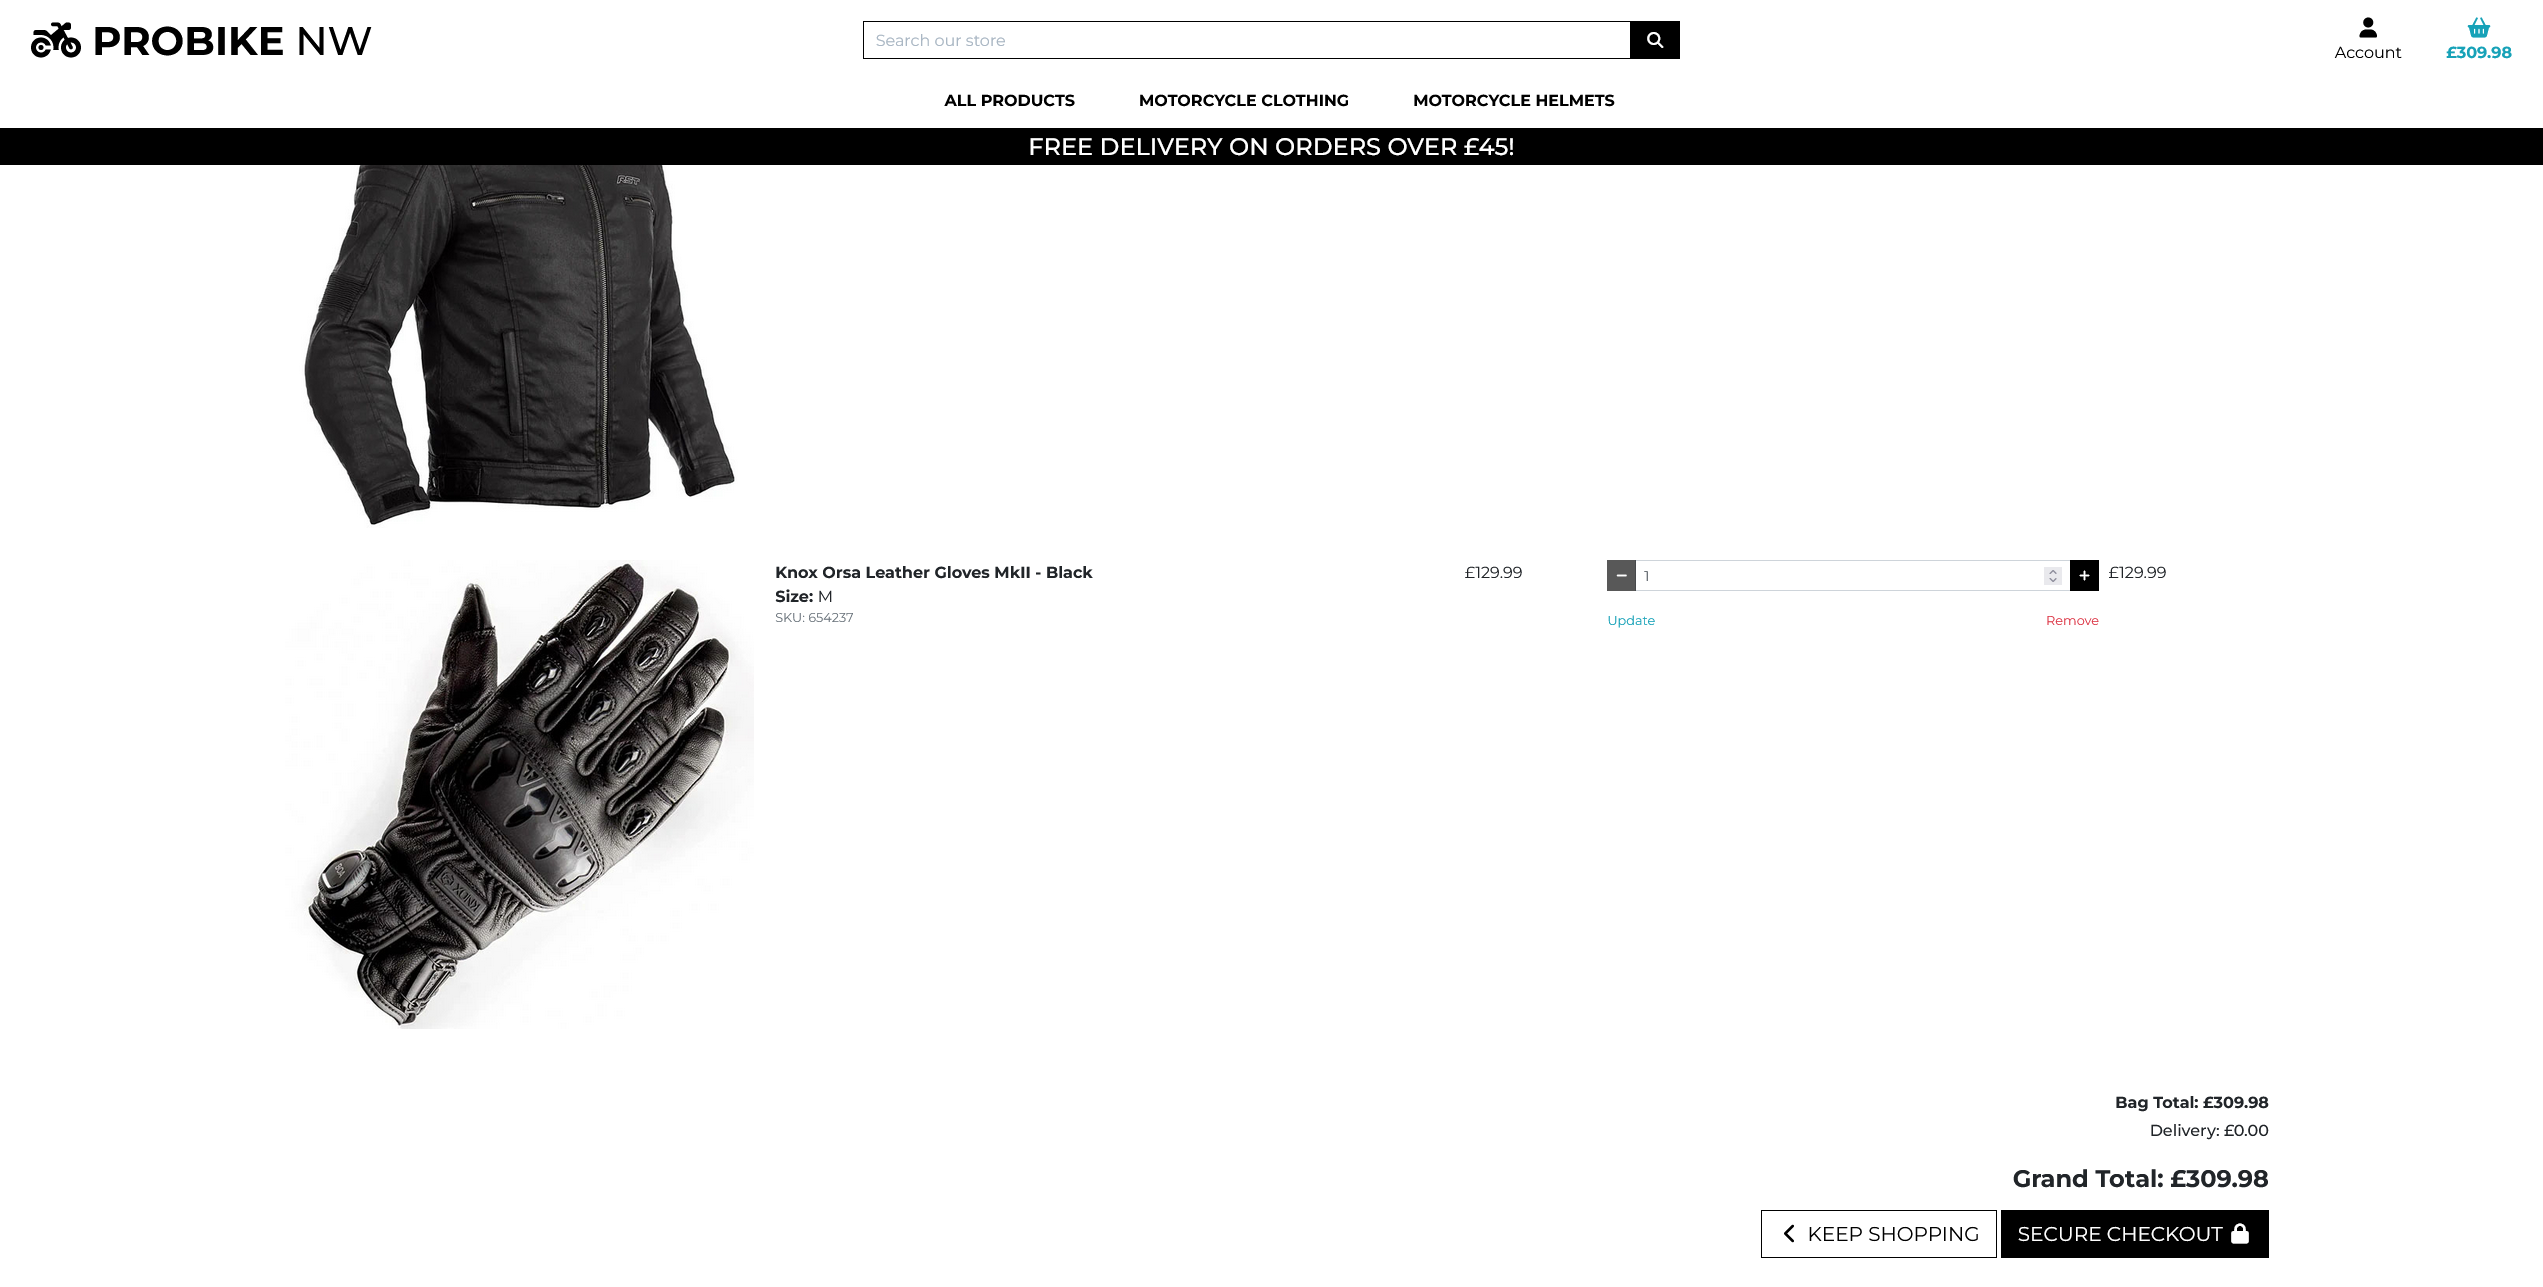 PROBIKE NW
Search our store
Account
£309.98
ALL PRODUCTS
MOTORCYCLE CLOTHING
MOTORCYCLE HELMETS
FREE DELIVERY ON ORDERS OVER £45!
RST
Knox Orsa Leather Gloves MkII - Black
£129.99
1
£129.99
Size: M
SKU: 654237
Update
Remove
BOA
KNOX
Bag Total: £309.98
Delivery: £0.00
Grand Total: £309.98
KEEP SHOPPING
SECURE CHECKOUT